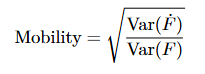 Mobility = √(Var(Ḟ) / Var(F))